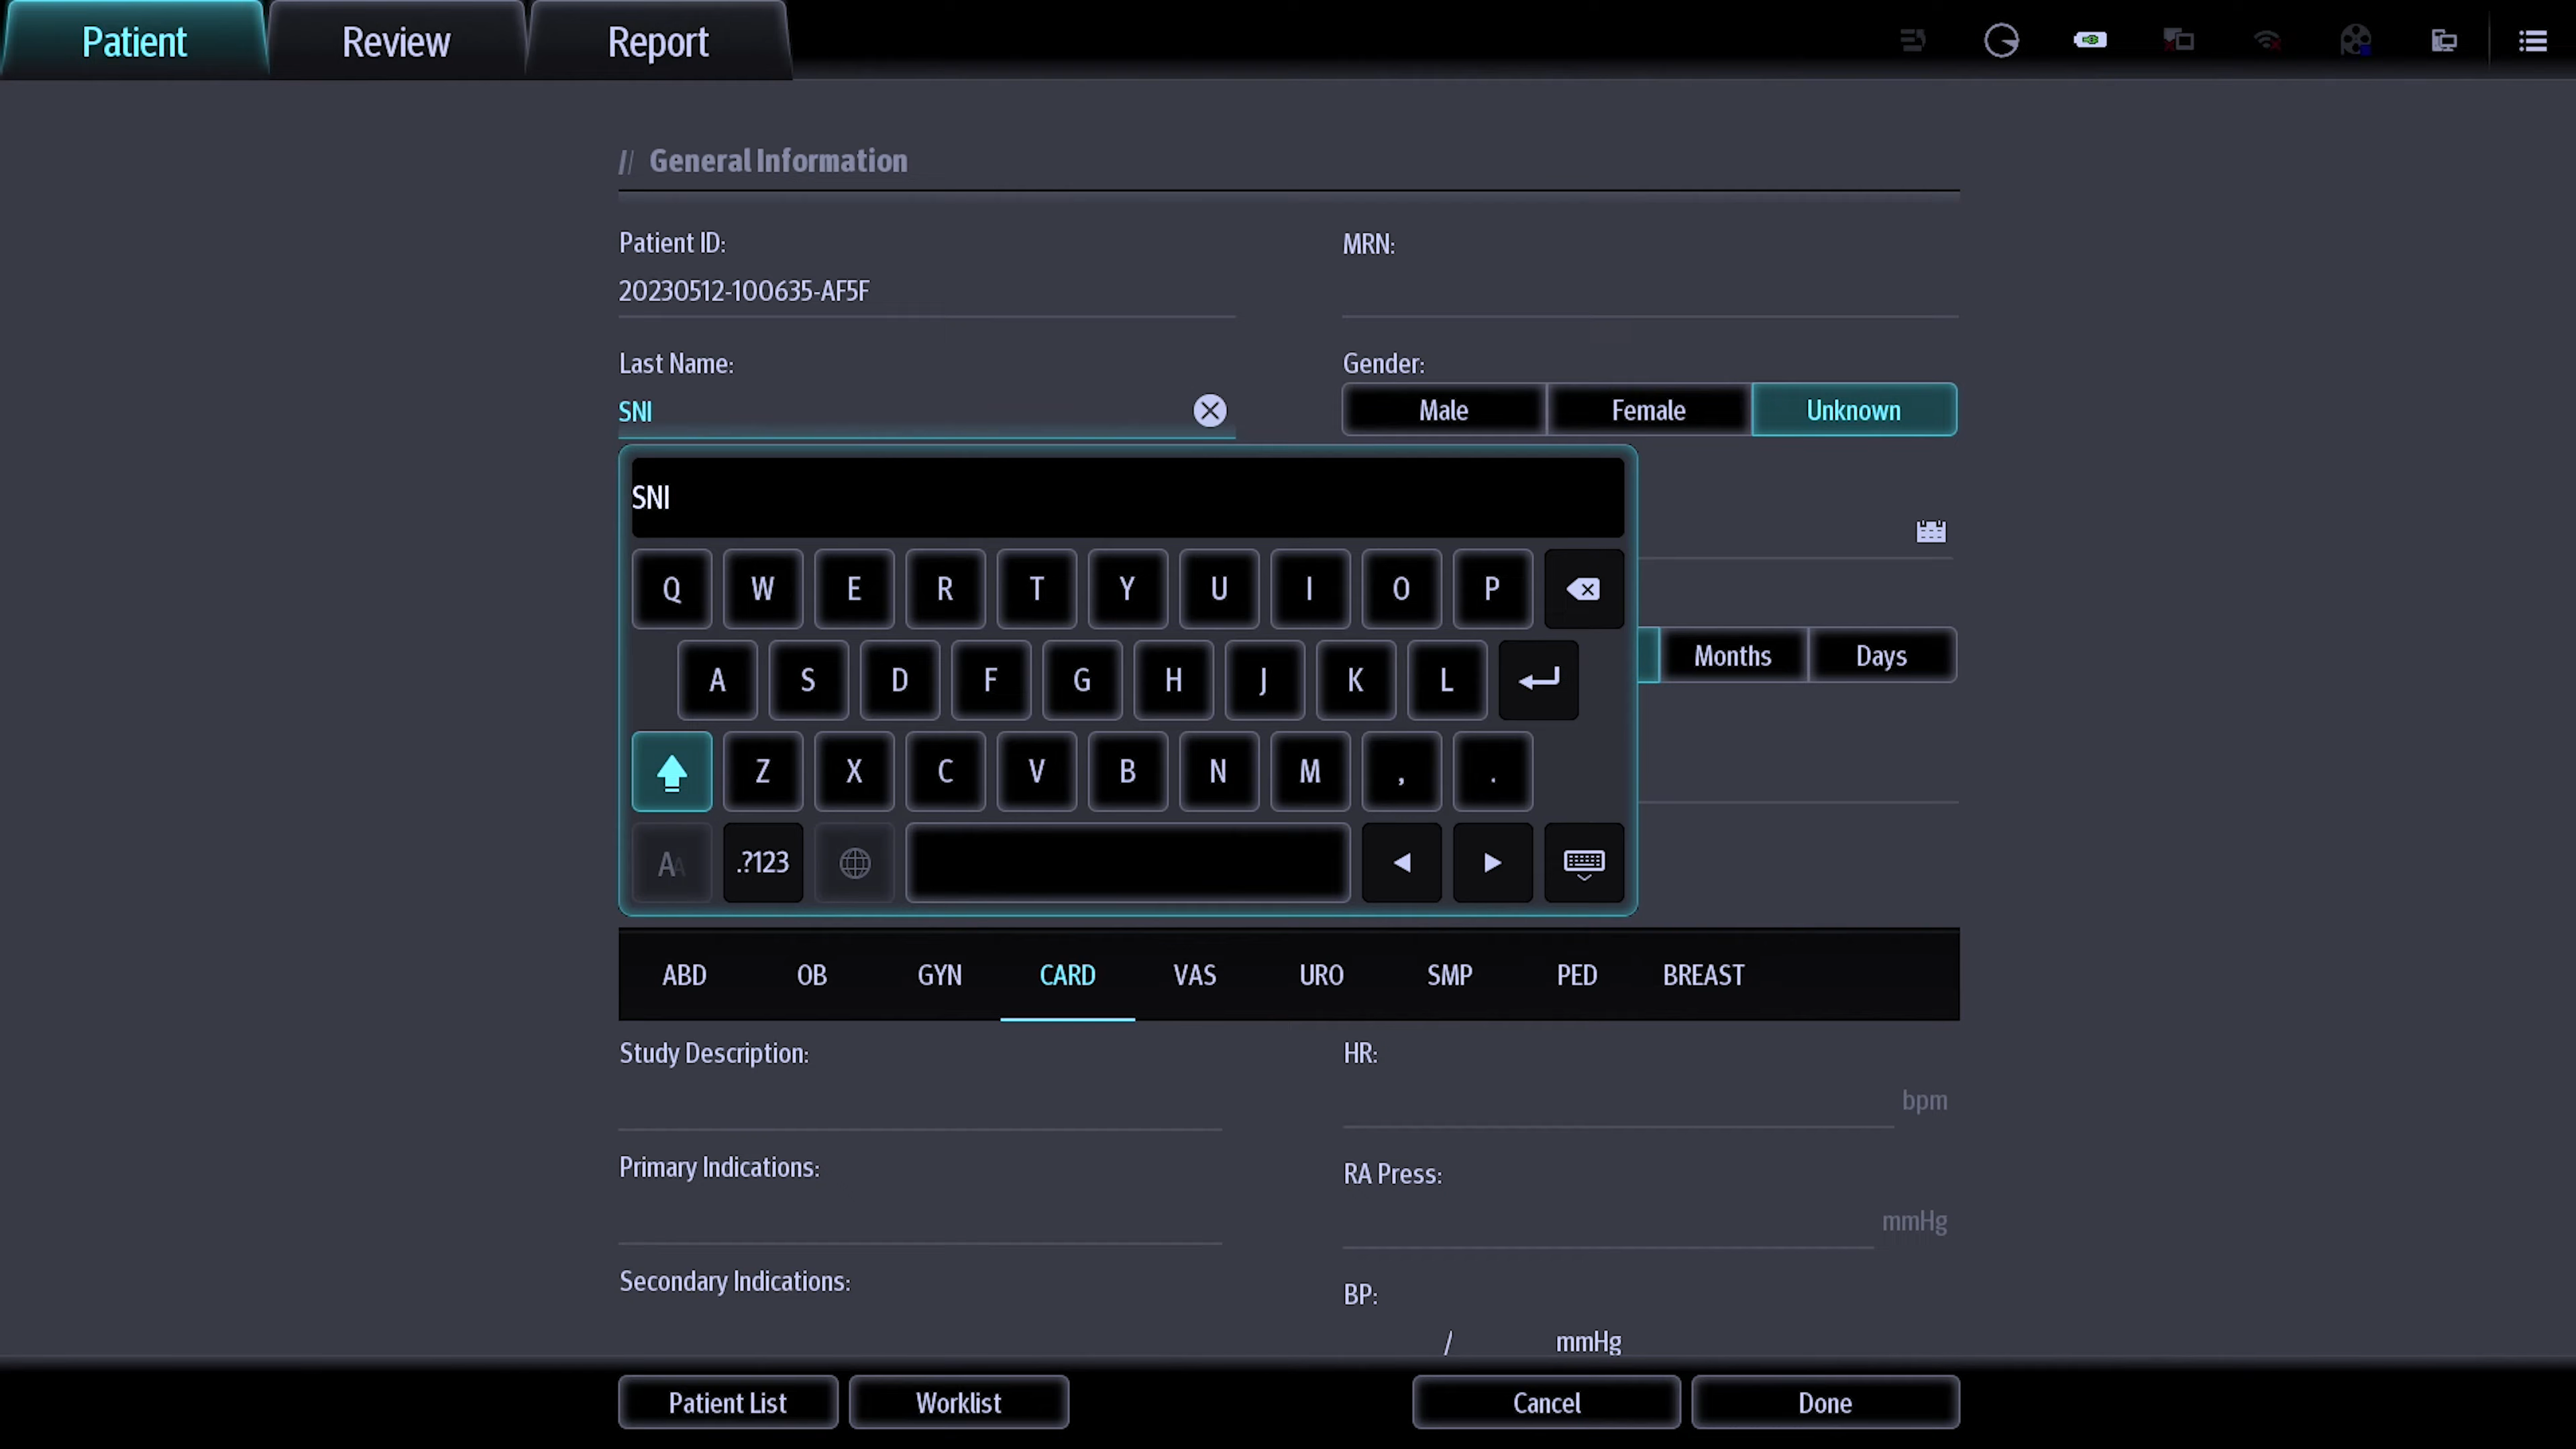 Patient Review Report
// General Information
Patient ID:
20230512-100635-AF5F
MRN:
Last Name:
SNI
Gender:
Male Female Unknown
SNI
Q W E R T Y U I O P
A S D F G H J K L
Z X C V B N M , .
AA .?123
Months Days
ABD OB GYN CARD VAS URO SMP PED BREAST
Study Description:
HR:
bpm
Primary Indications:
RA Press:
mmHg
Secondary Indications:
BP:
/ mmHg
Patient List Worklist Cancel Done